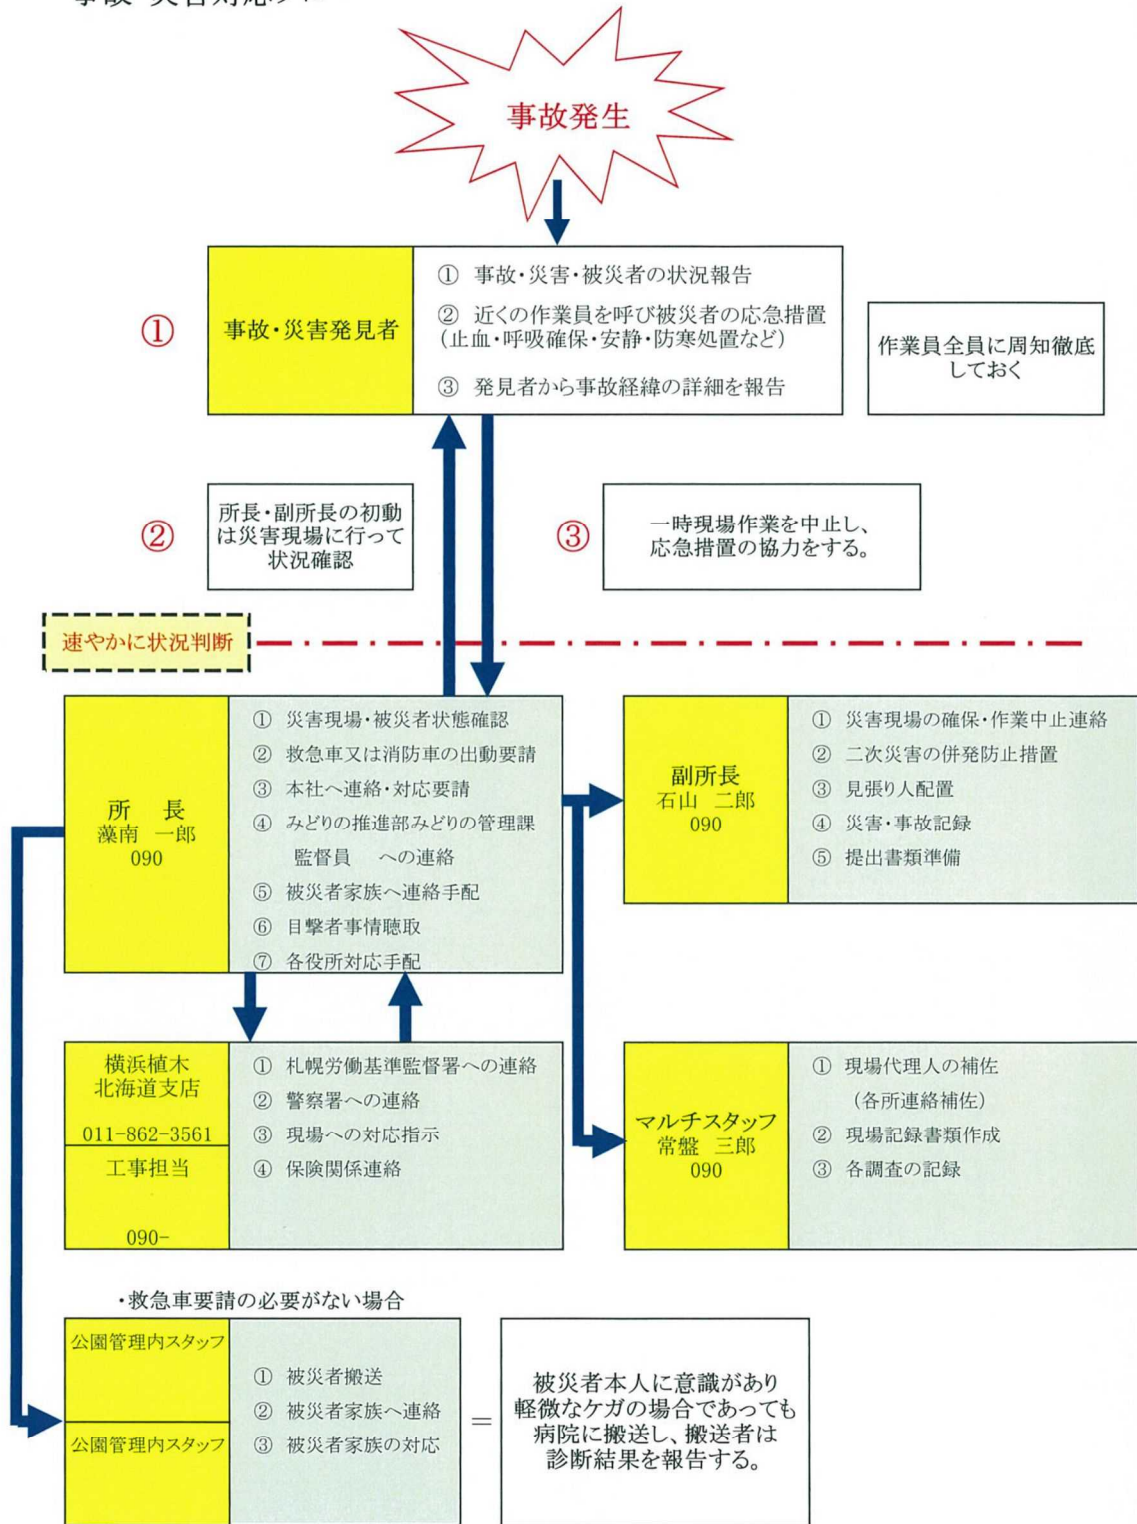 事故・災害対応フロー
事故発生
①
事故・災害発見者
① 事故・災害・被災者の状況報告
② 近くの作業員を呼び被災者の応急措置
(止血・呼吸確保・安静・防寒処置など)
③ 発見者から事故経緯の詳細を報告
作業員全員に周知徹底
しておく
②
所長・副所長の初動
は災害現場に行って
状況確認
③
一時現場作業を中止し、
応急措置の協力をする。
速やかに状況判断
所 長
藻南 一郎
090
① 災害現場・被災者状態確認
② 救急車又は消防車の出動要請
③ 本社へ連絡・対応要請
④ みどりの推進部みどりの管理課
監督員 への連絡
⑤ 被災者家族へ連絡手配
⑥ 目撃者事情聴取
⑦ 各役所対応手配
副所長
石山 二郎
090
① 災害現場の確保・作業中止連絡
② 二次災害の併発防止措置
③ 見張り人配置
④ 災害・事故記録
⑤ 提出書類準備
横浜植木
北海道支店
011-862-3561
工事担当
090-
① 札幌労働基準監督署への連絡
② 警察署への連絡
③ 現場への対応指示
④ 保険関係連絡
マルチスタッフ
常盤 三郎
090
① 現場代理人の補佐
(各所連絡補佐)
② 現場記録書類作成
③ 各調査の記録
・救急車要請の必要がない場合
公園管理内スタッフ
公園管理内スタッフ
① 被災者搬送
② 被災者家族へ連絡
③ 被災者家族の対応
=
被災者本人に意識があり
軽微なケガの場合であっても
病院に搬送し、搬送者は
診断結果を報告する。